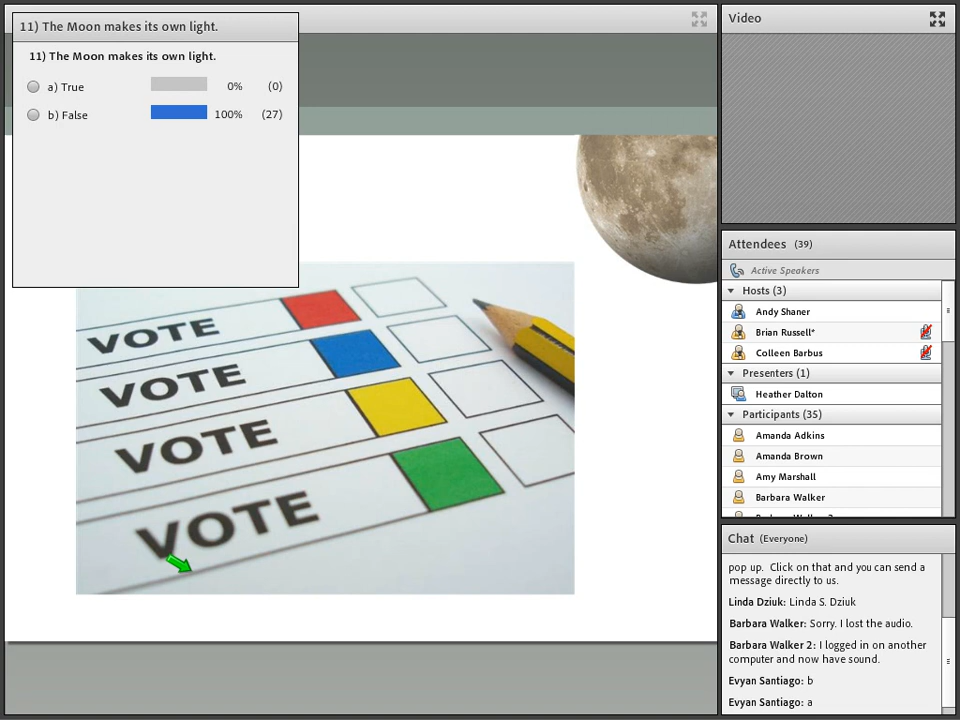 11) The Moon makes its own light.
11) The Moon makes its own light.
a) True 0% (0)
b) False 100% (27)
VOTE
VOTE
VOTE
VOTE
Video
Attendees (39)
Active Speakers
Hosts (3)
Andy Shaner
Brian Russell*
Colleen Barbus
Presenters (1)
Heather Dalton
Participants (35)
Amanda Adkins
Amanda Brown
Amy Marshall
Barbara Walker
Chat (Everyone)
pop up. Click on that and you can send a
message directly to us.
Linda Dziuk: Linda S. Dziuk
Barbara Walker: Sorry. I lost the audio.
Barbara Walker 2: I logged in on another
computer and now have sound.
Evyan Santiago: b
Evyan Santiago: a